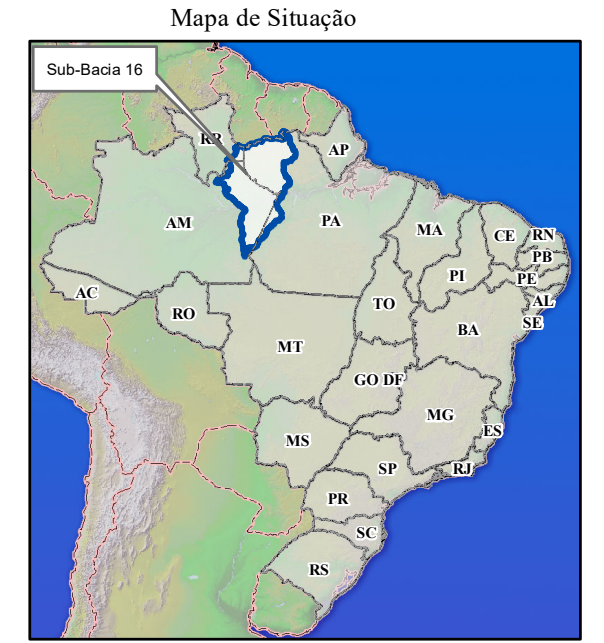 Mapa de Situação
Sub-Bacia 16
RR
AP
AM
PA
MA
CE
RN
PB
PI
PE
AC
TO
AL
RO
SE
BA
MT
GO DF
MG
ES
MS
SP
RJ
PR
SC
RS